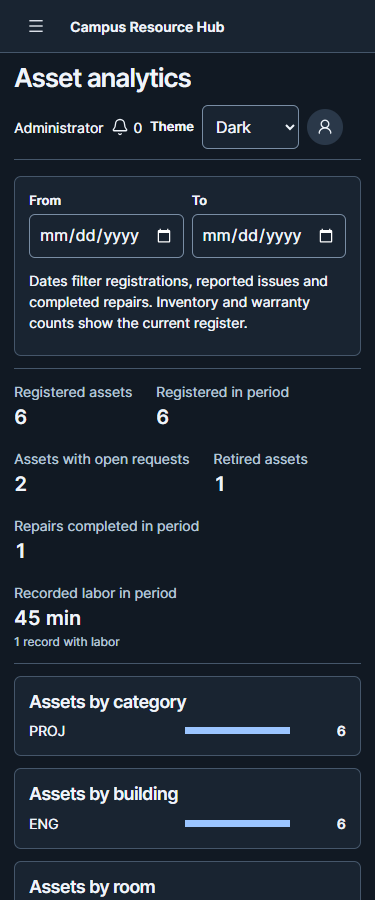 Campus Resource Hub
Asset analytics
Administrator 0 Theme Dark
From To
mm/dd/yyyy mm/dd/yyyy
Dates filter registrations, reported issues and
completed repairs. Inventory and warranty
counts show the current register.
Registered assets Registered in period
6 6
Assets with open requests Retired assets
2 1
Repairs completed in period
1
Recorded labor in period
45 min
1 record with labor
Assets by category
PROJ 6
Assets by building
ENG 6
Assets by room